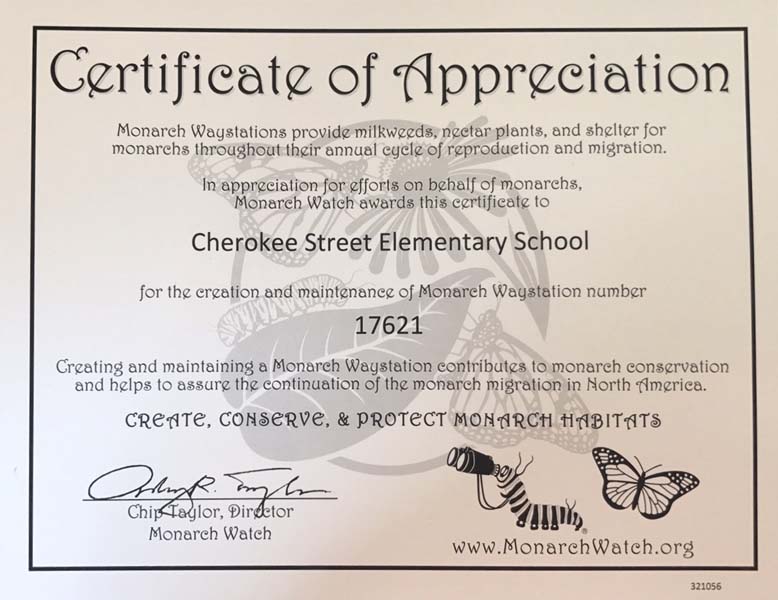 Certificate of Appreciation
Monarch Waystations provide milkweeds, nectar plants, and shelter for
monarchs throughout their annual cycle of reproduction and migration.
In appreciation for efforts on behalf of monarchs,
Monarch Watch awards this certificate to
Cherokee Street Elementary School
for the creation and maintenance of Monarch Waystation number
17621
Creating and maintaining a Monarch Waystation contributes to monarch conservation
and helps to assure the continuation of the monarch migration in North America.
CREATE, CONSERVE, & PROTECT MONARCH HABITATS
Chip Taylor, Director
Monarch Watch
®
www.MonarchWatch.org
321056